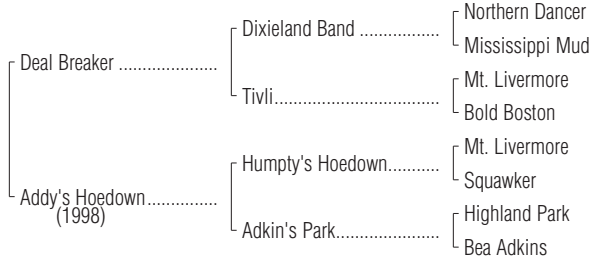 Northern Dancer
Dixieland Band ..................
Mississippi Mud
Deal Breaker ......................
Mt. Livermore
Tivli.....................................
Bold Boston
Mt. Livermore
Humpty's Hoedown............
Squawker
Addy's Hoedown................
(1998)
Highland Park
Adkin's Park.......................
Bea Adkins